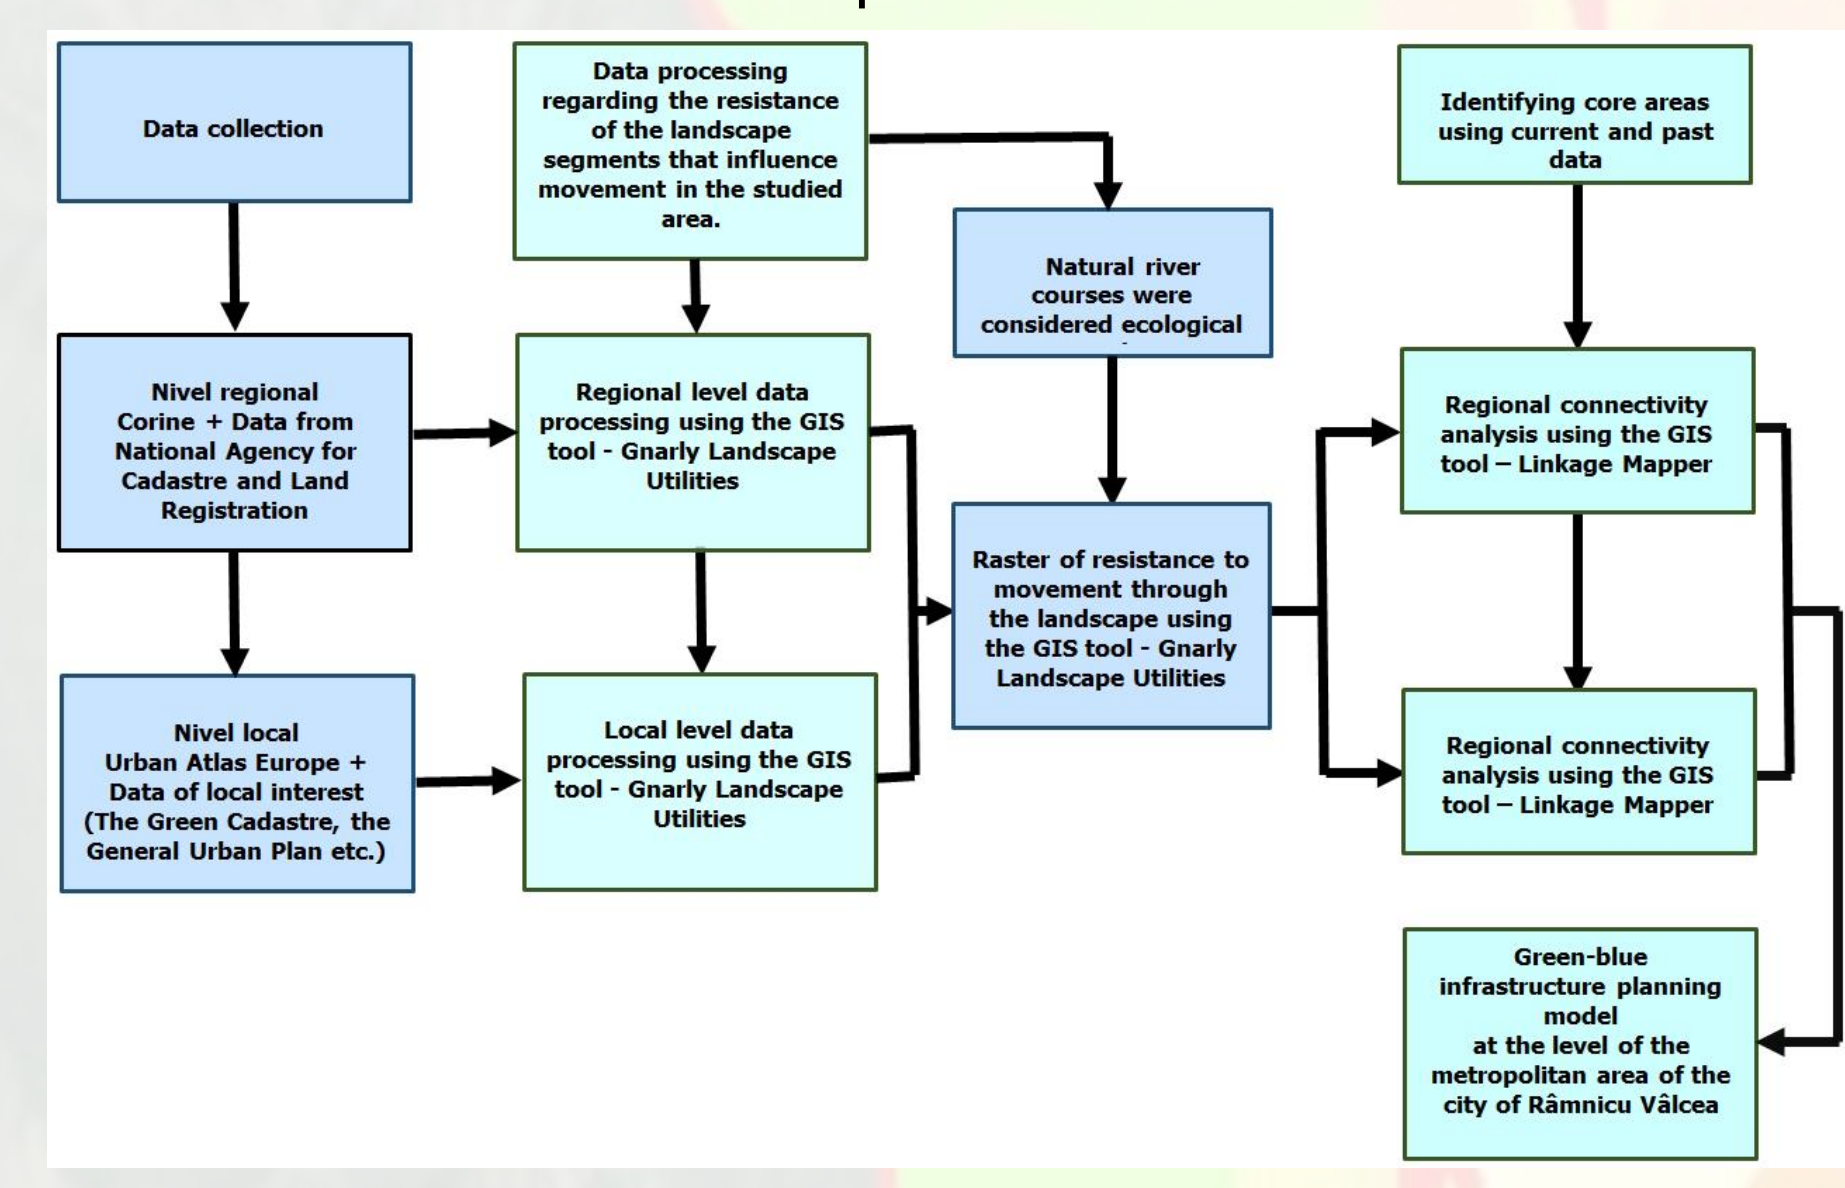 Data collection
Nivel regional
Corine + Data from
National Agency for
Cadastre and Land
Registration
Nivel local
Urban Atlas Europe +
Data of local interest
(The Green Cadastre, the
General Urban Plan etc.)
Data processing
regarding the resistance
of the landscape
segments that influence
movement in the studied
area.
Regional level data
processing using the GIS
tool - Gnarly Landscape
Utilities
Local level data
processing using the GIS
tool - Gnarly Landscape
Utilities
Natural river
courses were
considered ecological
Raster of resistance to
movement through
the landscape using
the GIS tool - Gnarly
Landscape Utilities
Identifying core areas
using current and past
data
Regional connectivity
analysis using the GIS
tool – Linkage Mapper
Regional connectivity
analysis using the GIS
tool – Linkage Mapper
Green-blue
infrastructure planning
model
at the level of the
metropolitan area of the
city of Râmnicu Vâlcea